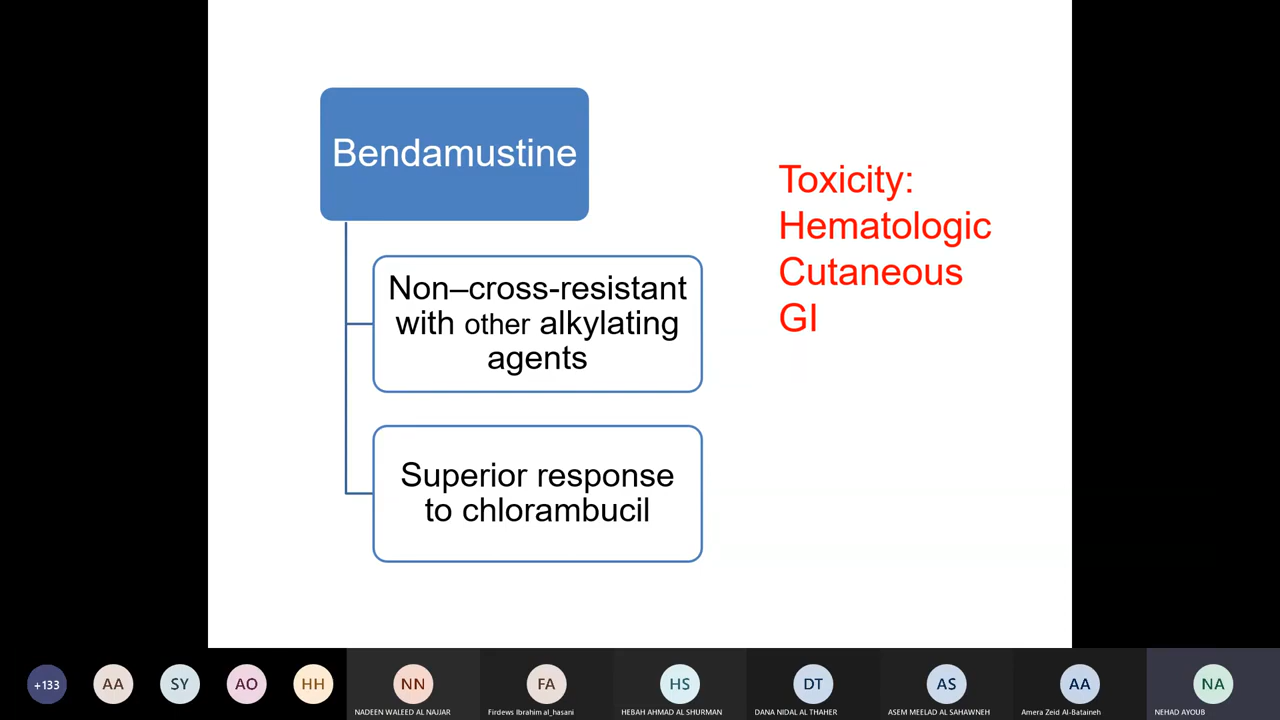 Bendamustine
Non–cross-resistant
with other alkylating
agents
Superior response
to chlorambucil
Toxicity:
Hematologic
Cutaneous
GI
+133
AA
SY
AO
HH
NN
NADEEN WALEED AL NAJJAR
FA
Firdews Ibrahim al_hasani
HS
HEBAH AHMAD AL SHURMAN
DT
DANA NIDAL AL THAHER
AS
ASEM MEELAD AL SAHAWNEH
AA
Amera Zeid Al-Bataineh
NA
NEHAD AYOUB